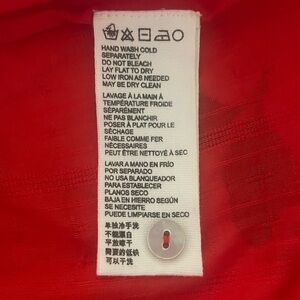 HAND WASH COLD
SEPARATELY
DO NOT BLEACH
LAY FLAT TO DRY
LOW IRON AS NEEDED
MAY BE DRY CLEAN
LAVAGE À LA MAIN À
TEMPÉRATURE FROIDE
SÉPARÉMENT
NE PAS BLANCHIR
POSER À PLAT POUR LE
SÉCHAGE
FAIBLE COMME FER
NÉCESSAIRES
PEUT ÊTRE NETTOYÉ À SEC
LAVAR A MANO EN FRÍO
POR SEPARADO
NO USA BLANQUEADOR
PARA ESTABLECER
PLANOS SECO
BAJA EN HIERRO SEGÚN
SE NECESITE
PUEDE LIMPIARSE EN SECO
单独冷手洗
不能漂白
平放晾干
需要的低铁
可以干洗